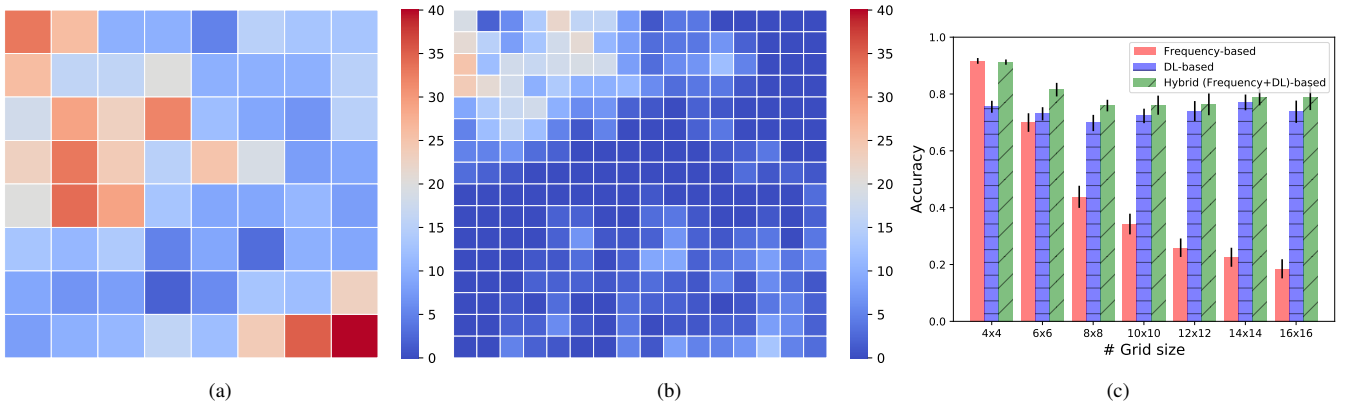 40
35
30
25
20
15
10
5
0
(a)
40
35
30
25
20
15
10
5
0
(b)
1.0
0.8
0.6
0.4
0.2
0.0
Accuracy
Frequency-based
DL-based
Hybrid (Frequency+DL)-based
4x4 6x6 8x8 10x10 12x12 14x14 16x16
# Grid size
(c)